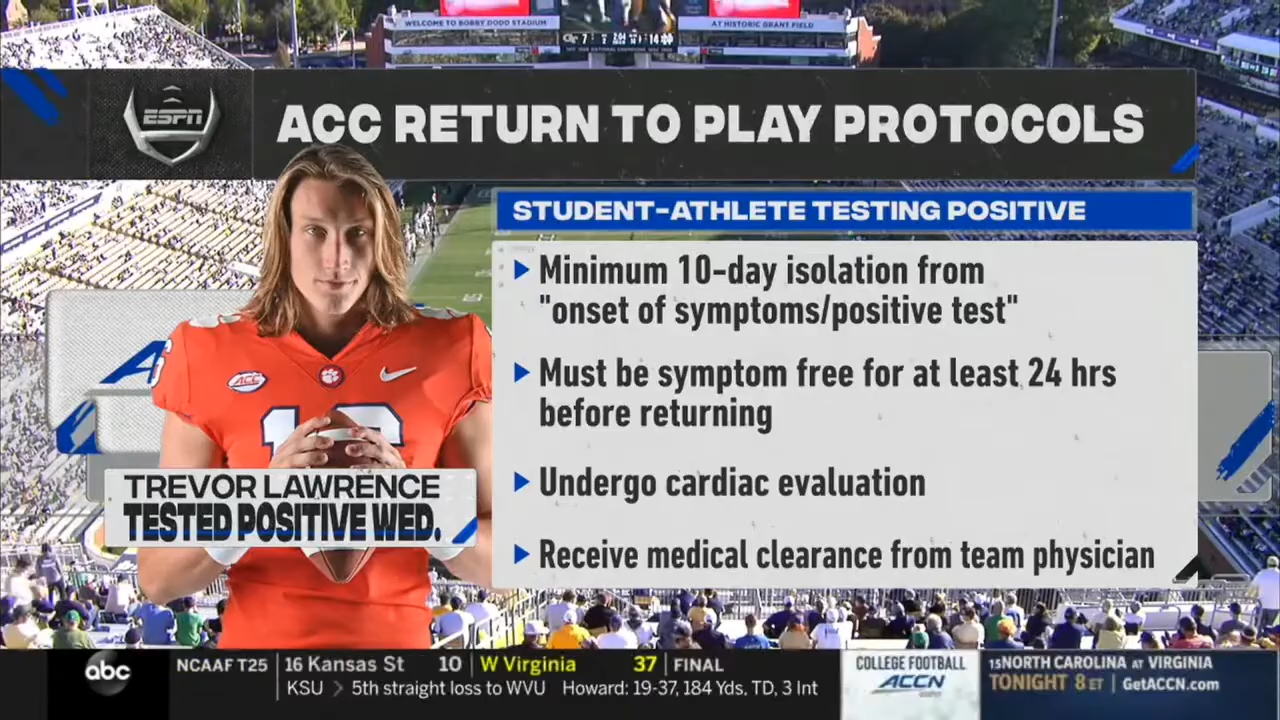 WELCOME TO BOBBY DODD STADIUM
AT HISTORIC GRANT FIELD
ESPN
ACC RETURN TO PLAY PROTOCOLS
STUDENT-ATHLETE TESTING POSITIVE
Minimum 10-day isolation from
"onset of symptoms/positive test"
Must be symptom free for at least 24 hrs
before returning
Undergo cardiac evaluation
Receive medical clearance from team physician
ACC
16
TREVOR LAWRENCE
TESTED POSITIVE WED.
abc
NCAAF T25
16 Kansas St 10 W Virginia 37 FINAL
KSU > 5th straight loss to WVU Howard: 19-37, 184 Yds, TD, 3 Int
COLLEGE FOOTBALL
ACCN
15 NORTH CAROLINA AT VIRGINIA
TONIGHT 8 ET | GetACCN.com